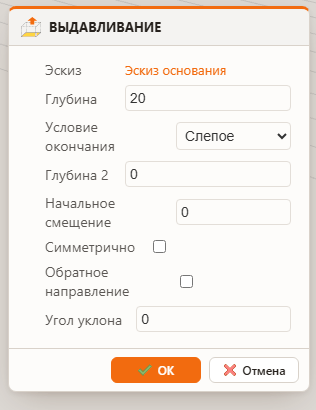 ВЫДАВЛИВАНИЕ
Эскиз Эскиз основания
Глубина 20
Условие
окончания Слепое
Глубина 2 0
Начальное
смещение 0
Симметрично
Обратное
направление
Угол уклона 0
ОК Отмена